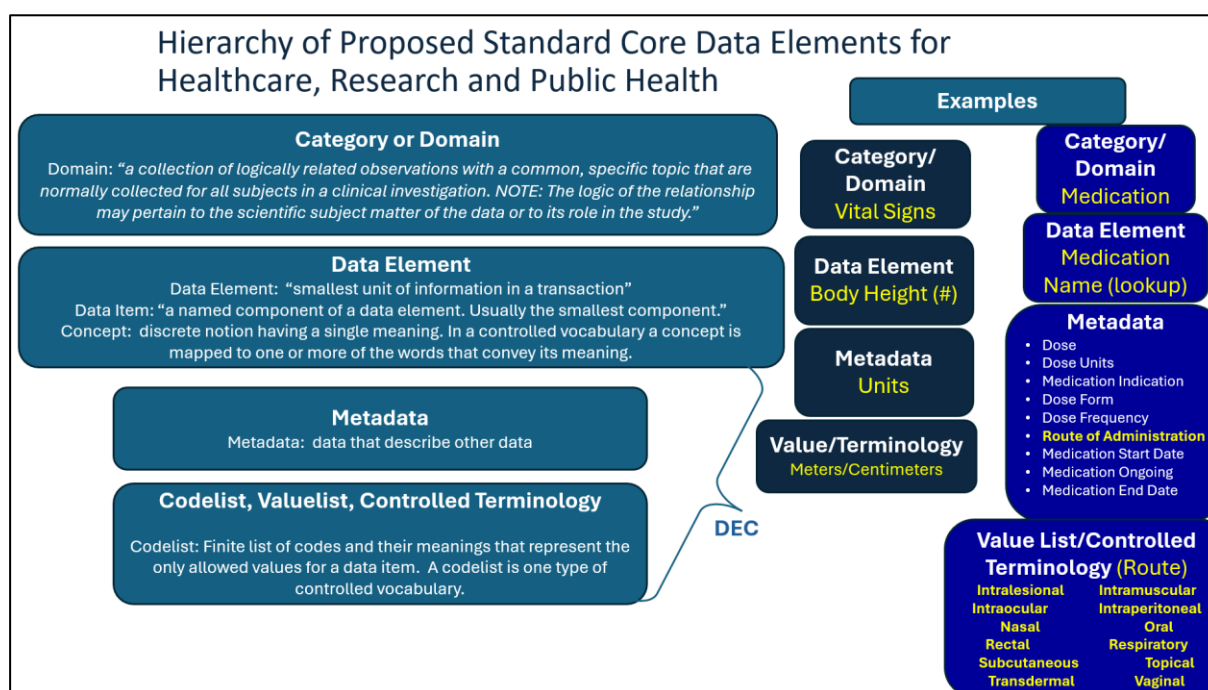 Hierarchy of Proposed Standard Core Data Elements for
Healthcare, Research and Public Health
Category or Domain
Domain: “a collection of logically related observations with a common, specific topic that are
normally collected for all subjects in a clinical investigation. NOTE: The logic of the relationship
may pertain to the scientific subject matter of the data or to its role in the study.”
Data Element
Data Element: “smallest unit of information in a transaction”
Data Item: “a named component of a data element. Usually the smallest component.”
Concept: discrete notion having a single meaning. In a controlled vocabulary a concept is
mapped to one or more of the words that convey its meaning.
Metadata
Metadata: data that describe other data
Codelist, Valuelist, Controlled Terminology
Codelist: Finite list of codes and their meanings that represent the
only allowed values for a data item. A codelist is one type of
controlled vocabulary.
DEC
Examples
Category/
Domain
Vital Signs
Data Element
Body Height (#)
Metadata
Units
Value/Terminology
Meters/Centimeters
Category/
Domain
Medication
Data Element
Medication
Name (lookup)
Metadata
• Dose
• Dose Units
• Medication Indication
• Dose Form
• Dose Frequency
• Route of Administration
• Medication Start Date
• Medication Ongoing
• Medication End Date
Value List/Controlled
Terminology (Route)
Intralesional Intramuscular
Intraocular Intraperitoneal
Nasal Oral
Rectal Respiratory
Subcutaneous Topical
Transdermal Vaginal